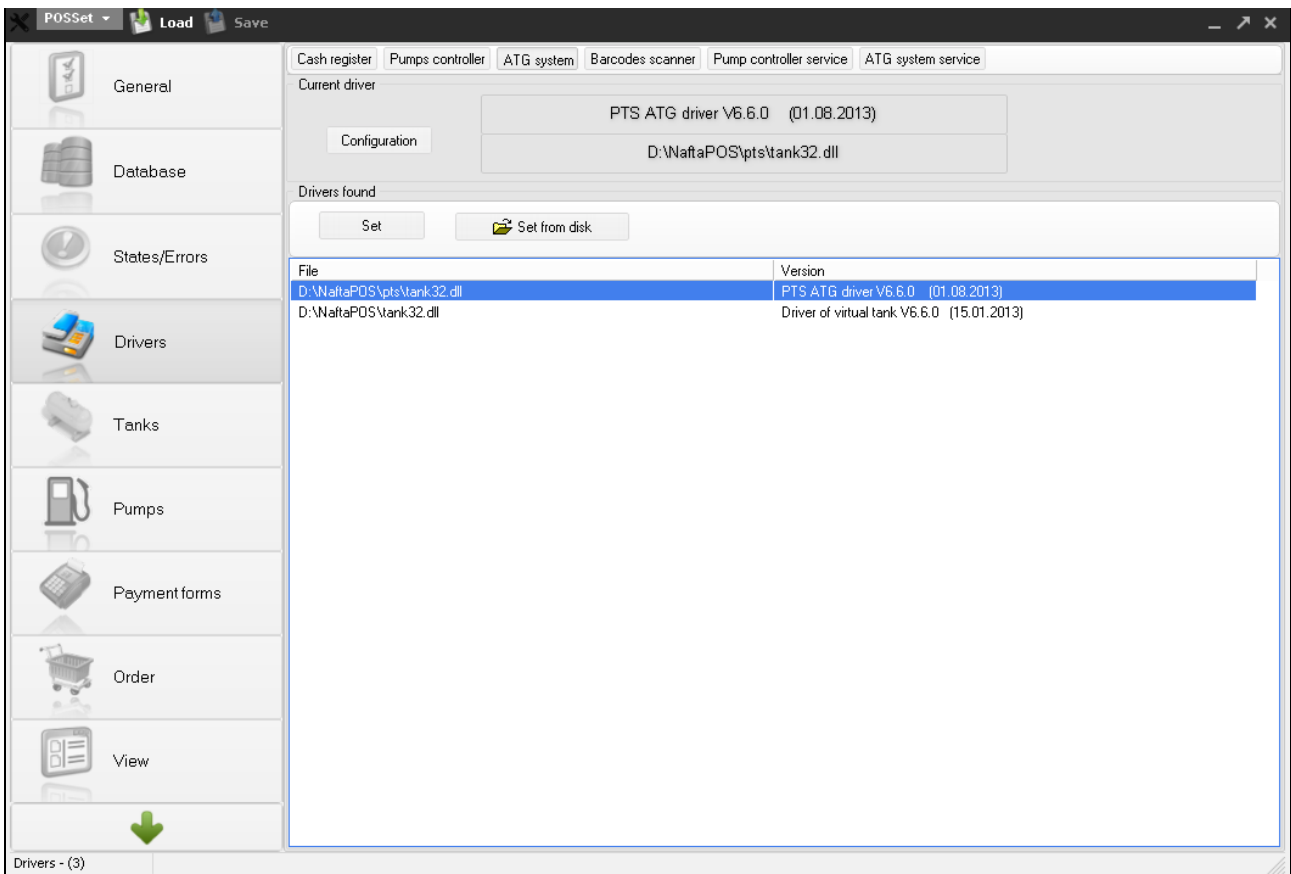 POSSet Load Save
General
Database
States/Errors
Drivers
Tanks
Pumps
Payment forms
Order
View
Cash register Pumps controller ATG system Barcodes scanner Pump controller service ATG system service
Current driver
Configuration
PTS ATG driver V6.6.0 (01.08.2013)
D:\NaftaPOS\pts\tank32.dll
Drivers found
Set Set from disk
File Version
D:\NaftaPOS\pts\tank32.dll PTS ATG driver V6.6.0 (01.08.2013)
D:\NaftaPOS\tank32.dll Driver of virtual tank V6.6.0 (15.01.2013)
Drivers - (3)